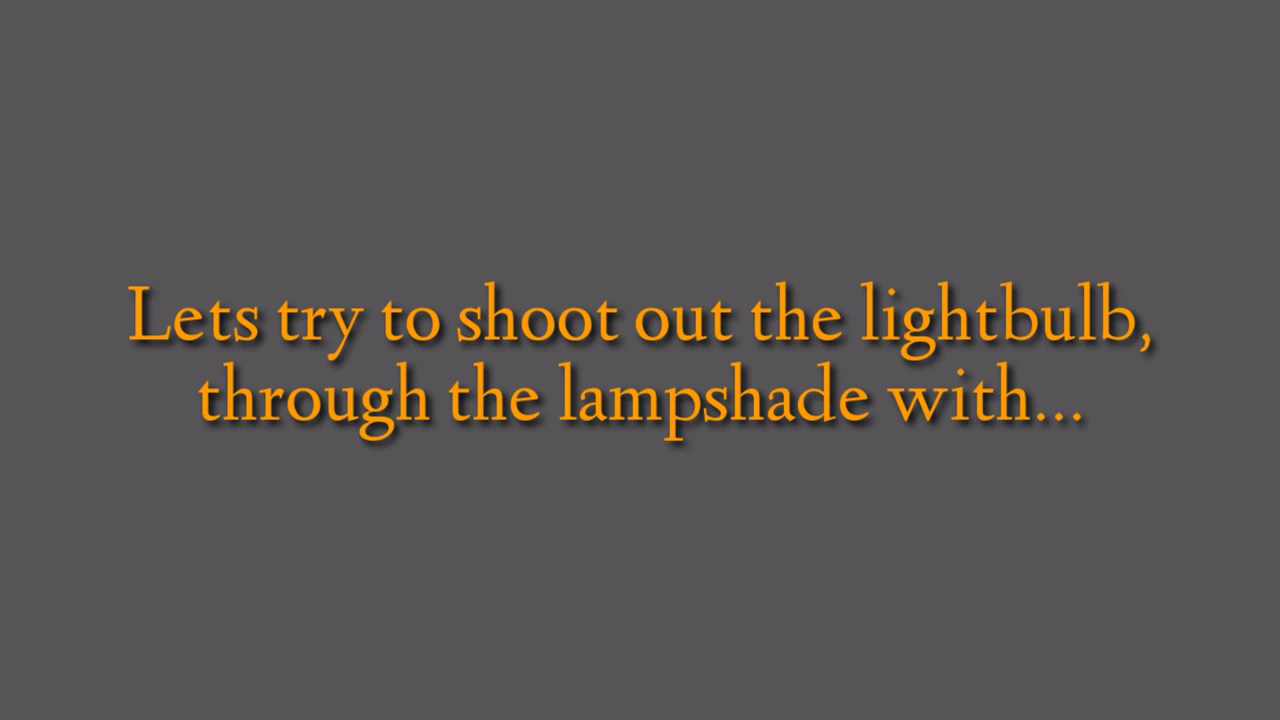 Lets try to shoot out the lightbulb,
through the lampshade with...